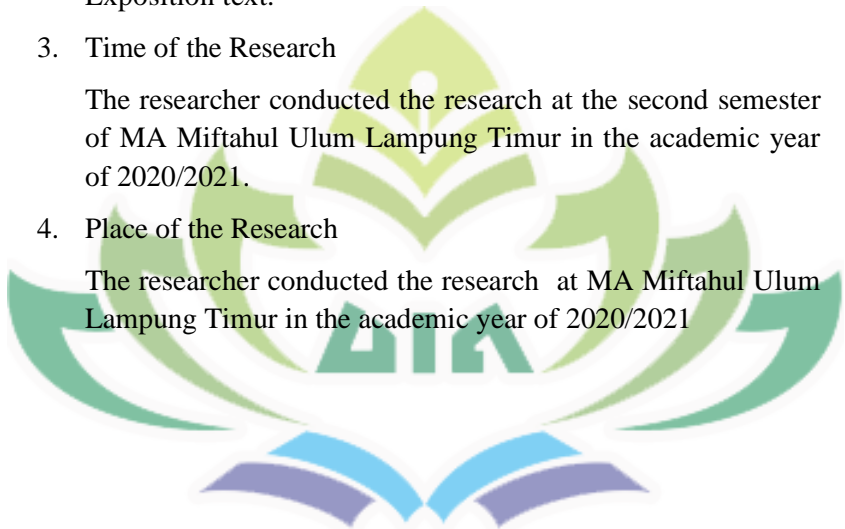 Exposition text.
3. Time of the Research
The researcher conducted the research at the second semester
of MA Miftahul Ulum Lampung Timur in the academic year
of 2020/2021.
4. Place of the Research
The researcher conducted the research at MA Miftahul Ulum
Lampung Timur in the academic year of 2020/2021